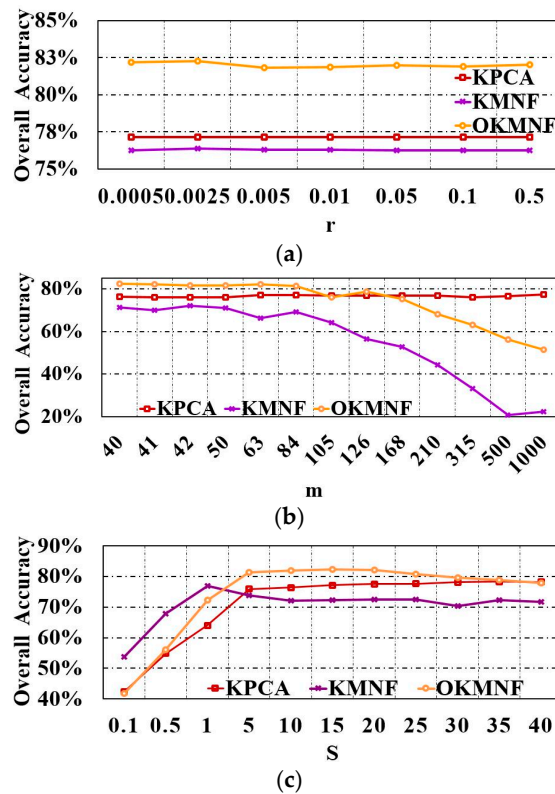 Overall Accuracy
85%
83%
80%
78%
75%
KPCA
KMNF
OKMNF
0.0005 0.0025 0.005 0.01 0.05 0.1 0.5
r
(a)
Overall Accuracy
80%
60%
40%
20%
KPCA KMNF OKMNF
40 41 42 50 63 84 105 126 168 210 315 500 1000
m
(b)
Overall Accuracy
90%
80%
70%
60%
50%
40%
KPCA KMNF OKMNF
0.1 0.5 1 5 10 15 20 25 30 35 40
S
(c)